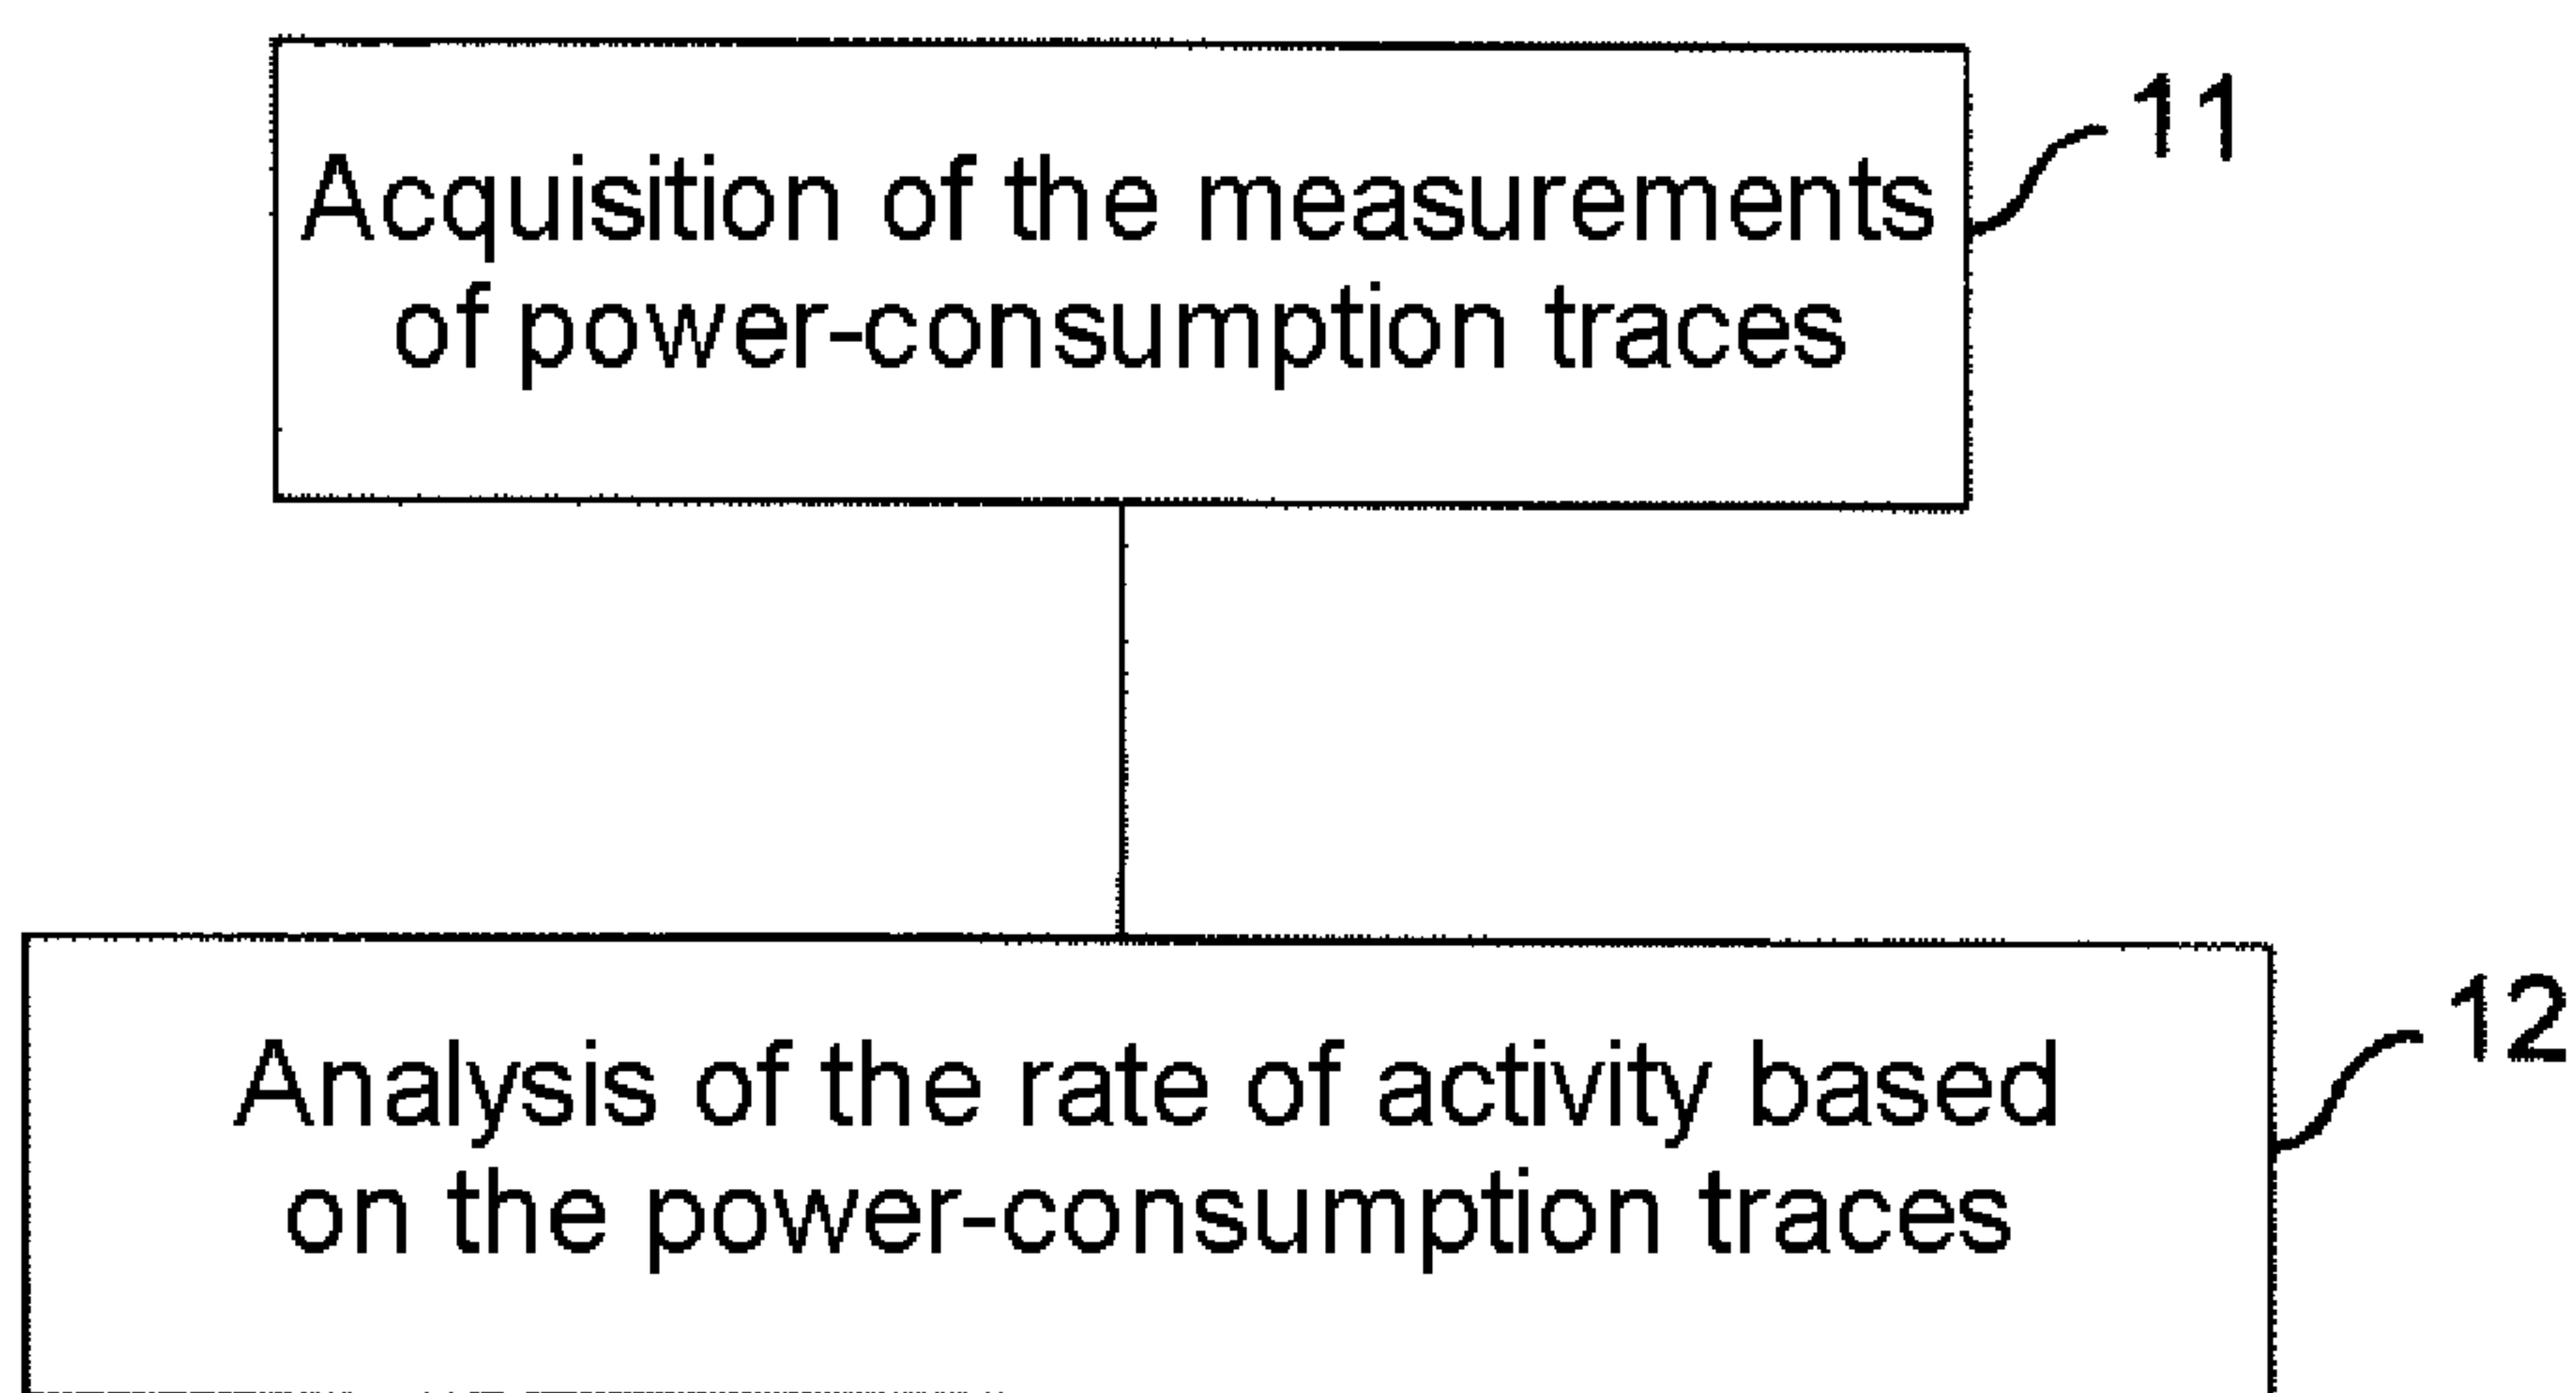 11
Acquisition of the measurements
of power-consumption traces
12
Analysis of the rate of activity based
on the power-consumption traces